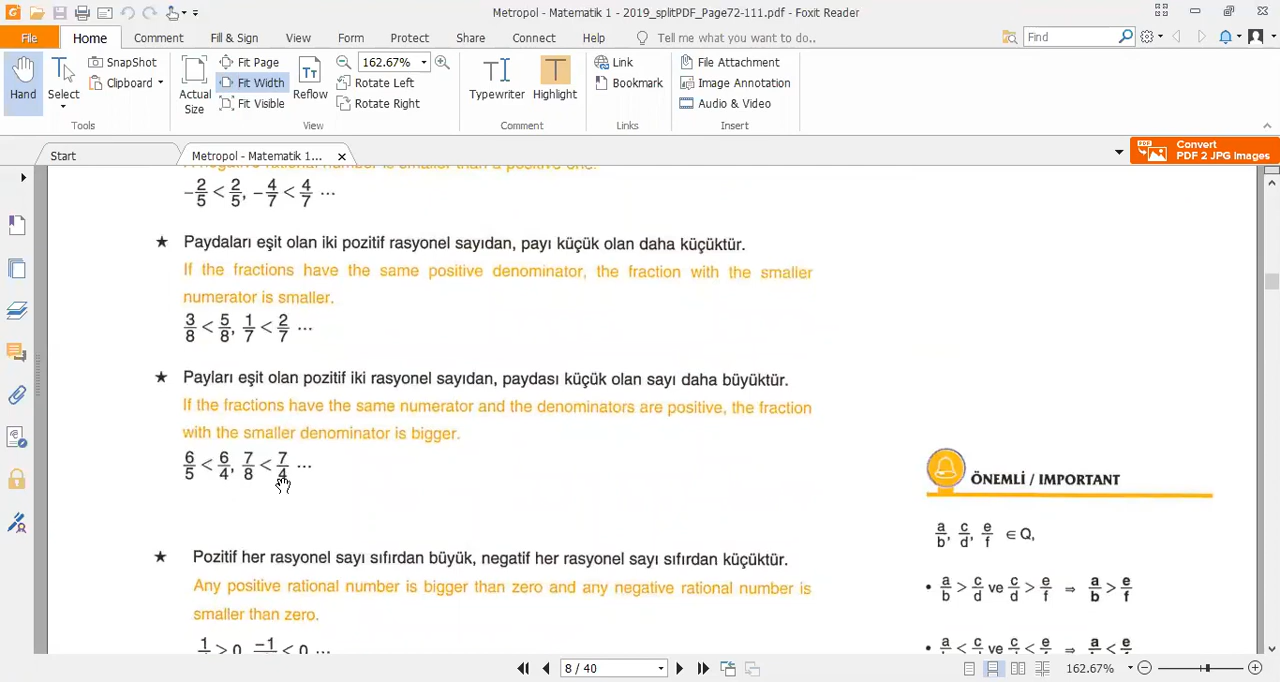 Metropol - Matematik 1 - 2019_splitPDF_Page72-111.pdf - Foxit Reader
File Home Comment Fill & Sign View Form Protect Share Connect Help Tell me what you want to do.. Find
Hand
Select
SnapShot
Clipboard
Tools
Actual Size
Fit Page
Fit Width
Fit Visible
Reflow
162.67%
Rotate Left
Rotate Right
View
Typewriter
Highlight
Comment
Link
Bookmark
Links
File Attachment
Image Annotation
Audio & Video
Insert
Start
Metropol - Matematik 1...
Convert
PDF 2 JPG Images
A negative rational number is smaller than a positive one.
-2/5 < 2/5, -4/7 < 4/7 ...
★ Paydaları eşit olan iki pozitif rasyonel sayıdan, payı küçük olan daha küçüktür.
If the fractions have the same positive denominator, the fraction with the smaller
numerator is smaller.
3/8 < 5/8, 1/7 < 2/7 ...
★ Payları eşit olan pozitif iki rasyonel sayıdan, paydası küçük olan sayı daha büyüktür.
If the fractions have the same numerator and the denominators are positive, the fraction
with the smaller denominator is bigger.
6/5 < 6/4, 7/8 < 7/4 ...
★ Pozitif her rasyonel sayı sıfırdan büyük, negatif her rasyonel sayı sıfırdan küçüktür.
Any positive rational number is bigger than zero and any negative rational number is
smaller than zero.
ÖNEMLİ / IMPORTANT
a/b, c/d, e/f ∈ Q,
• a/b > c/d ve c/d > e/f ⇒ a/b > e/f
• a/b < c/d ve c/d < e/f ⇒ a/b < e/f
8 / 40
162.67%